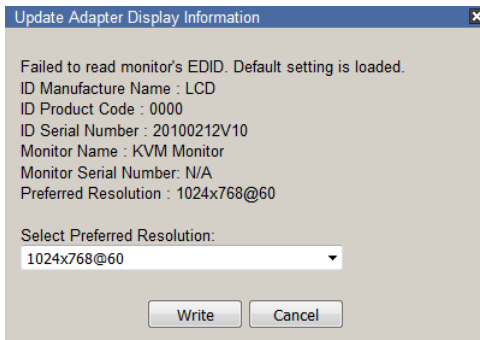 Update Adapter Display Information
Failed to read monitor's EDID. Default setting is loaded.
ID Manufacture Name : LCD
ID Product Code : 0000
ID Serial Number : 20100212V10
Monitor Name : KVM Monitor
Monitor Serial Number: N/A
Preferred Resolution : 1024x768@60
Select Preferred Resolution:
1024x768@60
Write Cancel